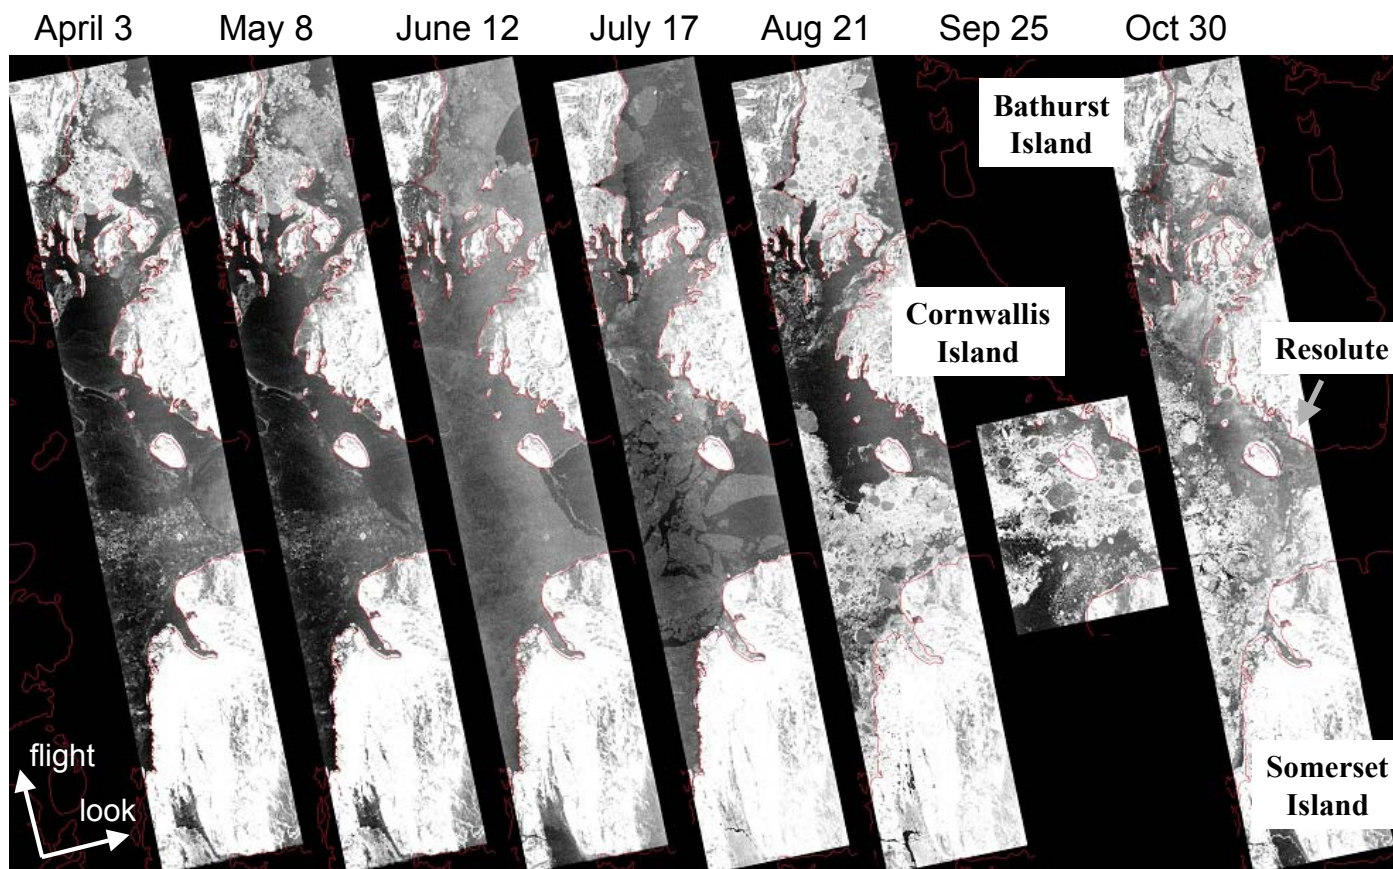 April 3 May 8 June 12 July 17 Aug 21 Sep 25 Oct 30
Bathurst
Island
Cornwallis
Island
Resolute
flight
look
Somerset
Island